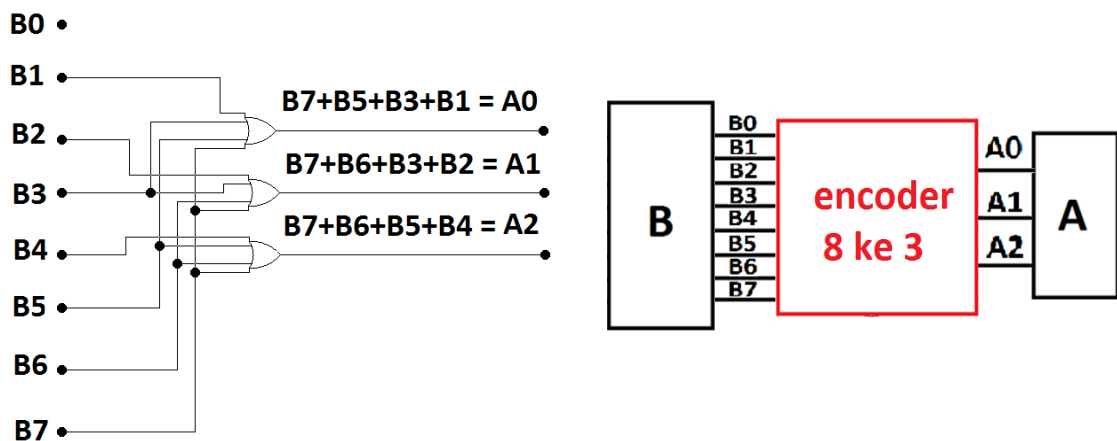 B0
B1
B2
B3
B4
B5
B6
B7
B7+B5+B3+B1 = A0
B7+B6+B3+B2 = A1
B7+B6+B5+B4 = A2
B
B0
B1
B2
B3
B4
B5
B6
B7
encoder
8 ke 3
A0
A1
A2
A